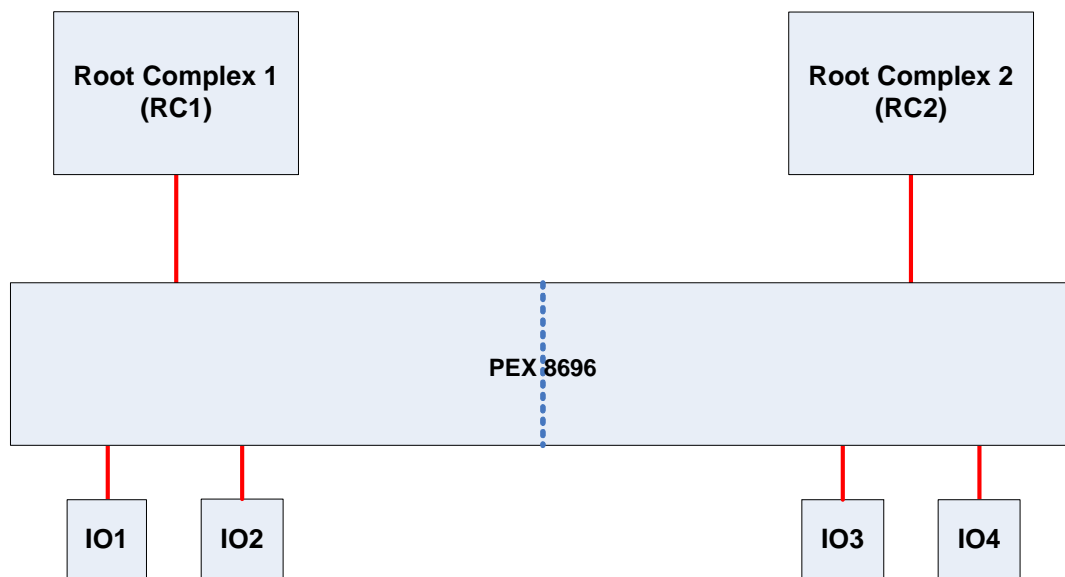 Root Complex 1
(RC1)
Root Complex 2
(RC2)
PEX 8696
IO1
IO2
IO3
IO4